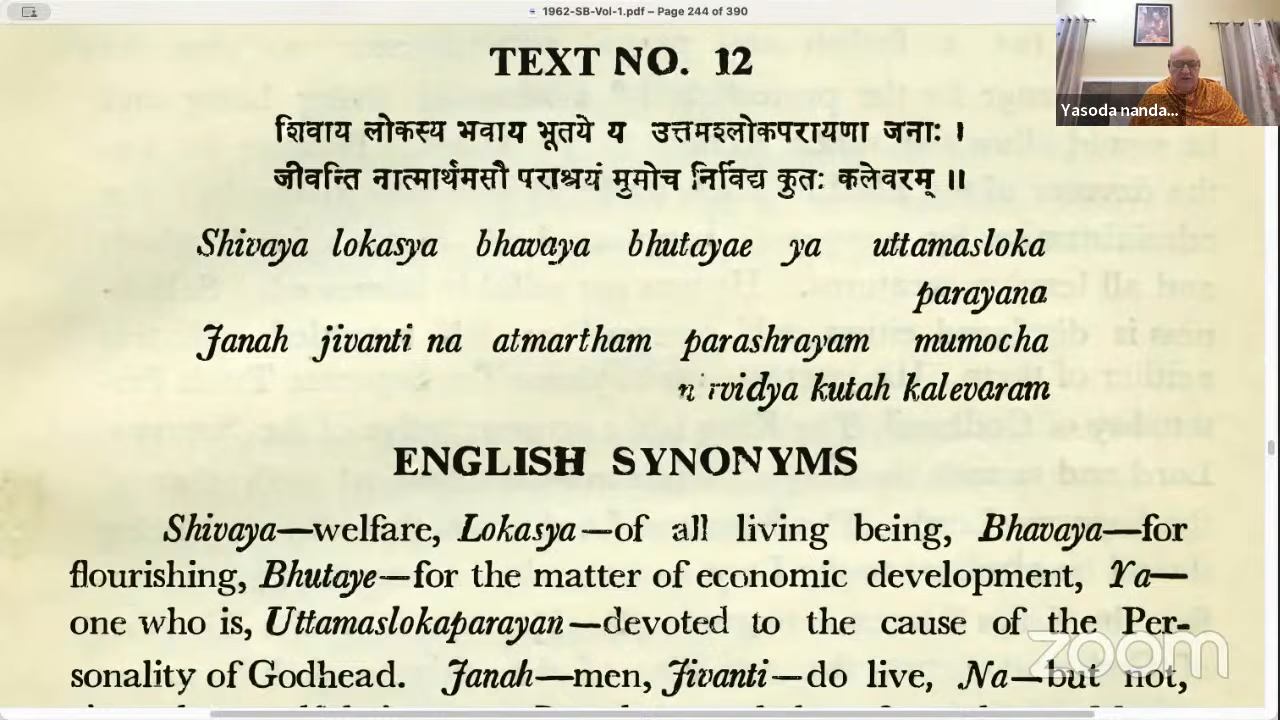 1962-SB-Vol-1.pdf – Page 244 of 390
Yasoda nanda...
TEXT NO. 12
शिवाय लोकस्य भवाय भूतये य उत्तमश्लोकपरायणा जनाः ।
जीवन्ति नात्मार्थमसौ पराश्रयं मुमोच निर्विद्य कुतः कलेवरम् ॥
Shivaya lokasya bhavaya bhutayae ya uttamasloka
parayana
Janah jivanti na atmartham parashrayam mumocha
nirvidya kutah kalevaram
ENGLISH SYNONYMS
Shivaya—welfare, Lokasya—of all living being, Bhavaya—for
flourishing, Bhutaye—for the matter of economic development, Ya—
one who is, Uttamaslokaparayan—devoted to the cause of the Per-
sonality of Godhead. Janah—men, Jivanti—do live, Na—but not,
zoom